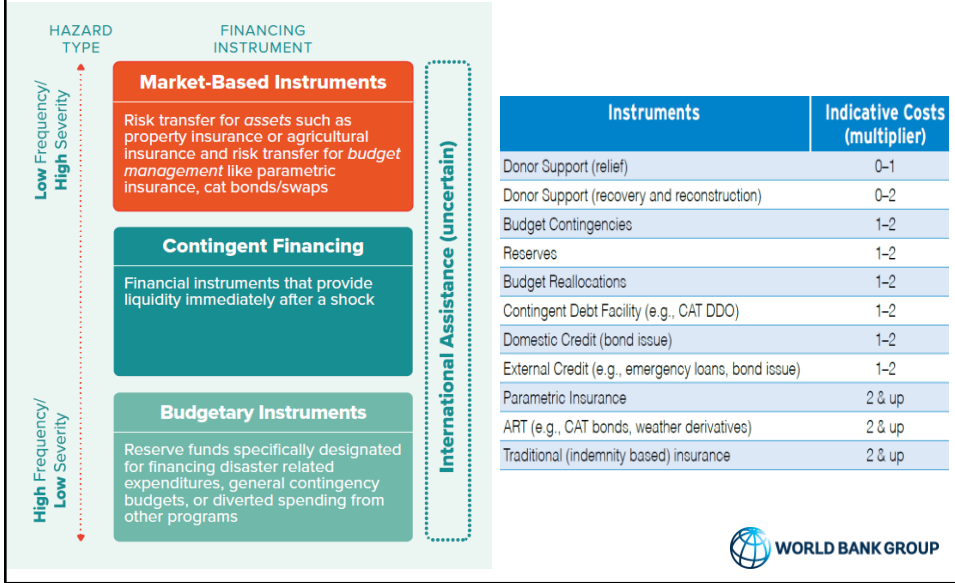 HAZARD
TYPE
FINANCING
INSTRUMENT
Low Frequency/
High Severity
Market-Based Instruments
Risk transfer for assets such as
property insurance or agricultural
insurance and risk transfer for budget
management like parametric
insurance, cat bonds/swaps
Contingent Financing
Financial instruments that provide
liquidity immediately after a shock
High Frequency/
Low Severity
Budgetary Instruments
Reserve funds specifically designated
for financing disaster related
expenditures, general contingency
budgets, or diverted spending from
other programs
International Assistance (uncertain)
Instruments Indicative Costs
(multiplier)
Donor Support (relief) 0–1
Donor Support (recovery and reconstruction) 0–2
Budget Contingencies 1–2
Reserves 1–2
Budget Reallocations 1–2
Contingent Debt Facility (e.g., CAT DDO) 1–2
Domestic Credit (bond issue) 1–2
External Credit (e.g., emergency loans, bond issue) 1–2
Parametric Insurance 2 & up
ART (e.g., CAT bonds, weather derivatives) 2 & up
Traditional (indemnity based) insurance 2 & up
WORLD BANK GROUP